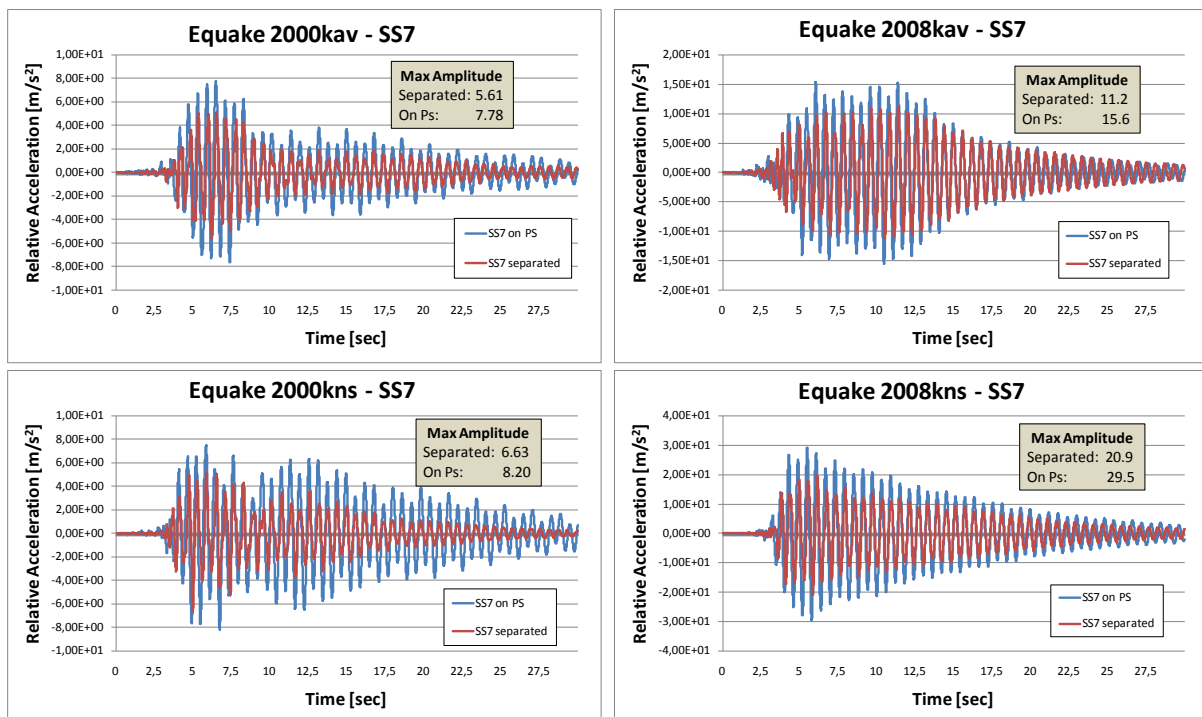 Equake 2000kav - SS7
Relative Acceleration [m/s²]
1,00E+01
8,00E+00
6,00E+00
4,00E+00
2,00E+00
0,00E+00
-2,00E+00
-4,00E+00
-6,00E+00
-8,00E+00
-1,00E+01
Max Amplitude
Separated: 5.61
On Ps: 7.78
SS7 on PS
SS7 separated
0 2,5 5 7,5 10 12,5 15 17,5 20 22,5 25 27,5
Time [sec]
Equake 2008kav - SS7
Relative Acceleration [m/s²]
2,00E+01
1,50E+01
1,00E+01
5,00E+00
0,00E+00
-5,00E+00
-1,00E+01
-1,50E+01
-2,00E+01
Max Amplitude
Separated: 11.2
On Ps: 15.6
SS7 on PS
SS7 separated
0 2,5 5 7,5 10 12,5 15 17,5 20 22,5 25 27,5
Time [sec]
Equake 2000kns - SS7
Relative Acceleration [m/s²]
1,00E+01
8,00E+00
6,00E+00
4,00E+00
2,00E+00
0,00E+00
-2,00E+00
-4,00E+00
-6,00E+00
-8,00E+00
-1,00E+01
Max Amplitude
Separated: 6.63
On Ps: 8.20
SS7 on PS
SS7 separated
0 2,5 5 7,5 10 12,5 15 17,5 20 22,5 25 27,5
Time [sec]
Equake 2008kns - SS7
Relative Acceleration [m/s²]
4,00E+01
3,00E+01
2,00E+01
1,00E+01
0,00E+00
-1,00E+01
-2,00E+01
-3,00E+01
-4,00E+01
Max Amplitude
Separated: 20.9
On Ps: 29.5
SS7 on PS
SS7 separated
0 2,5 5 7,5 10 12,5 15 17,5 20 22,5 25 27,5
Time [sec]